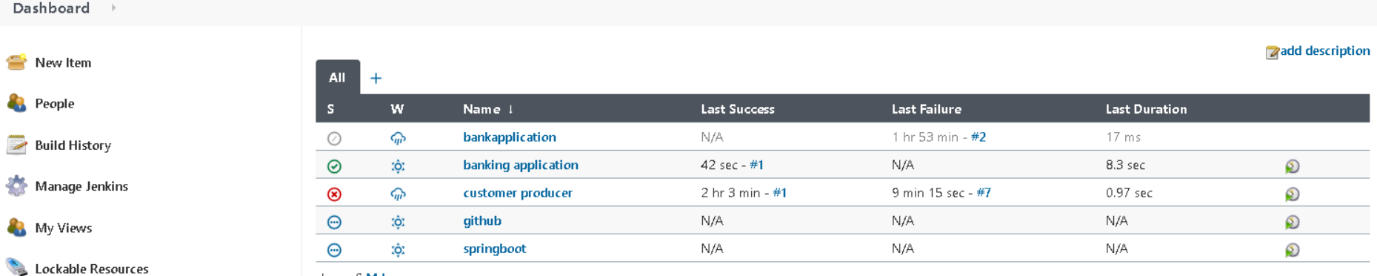 Dashboard
add description
New Item
People
Build History
Manage Jenkins
My Views
Lockable Resources
All +
S W Name ↓ Last Success Last Failure Last Duration
bankapplication N/A 1 hr 53 min - #2 17 ms
banking application 42 sec - #1 N/A 8.3 sec
customer producer 2 hr 3 min - #1 9 min 15 sec - #7 0.97 sec
github N/A N/A N/A
springboot N/A N/A N/A